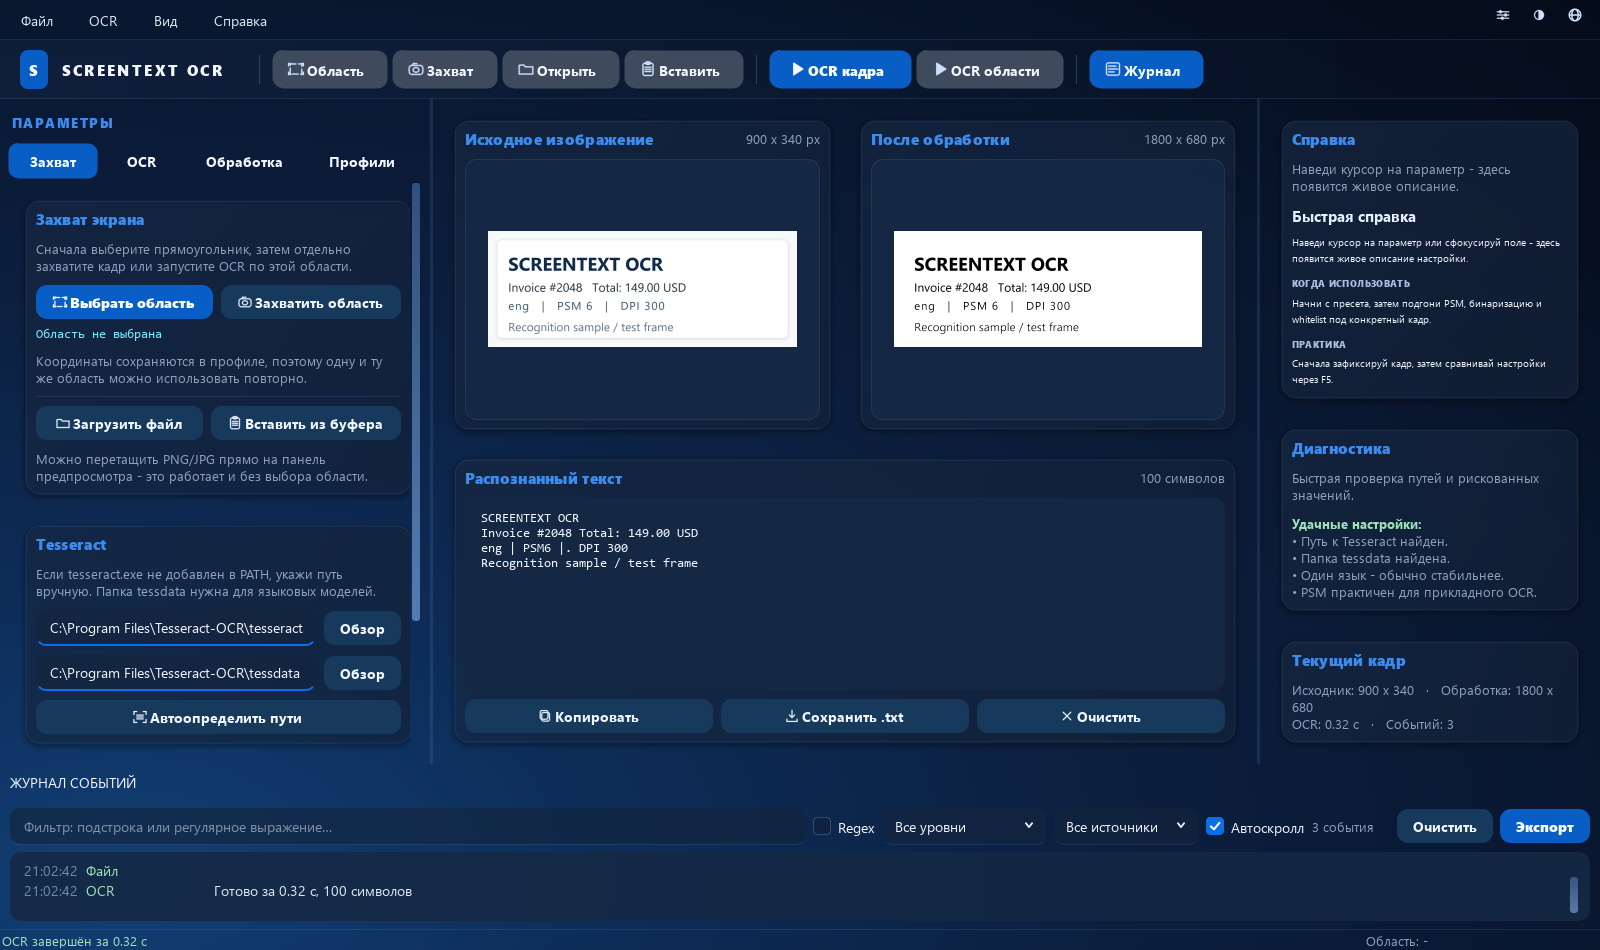 Файл OCR Вид Справка
S SCREENTEXT OCR Область Захват Открыть Вставить OCR кадра OCR области Журнал
ПАРАМЕТРЫ
Захват OCR Обработка Профили
Захват экрана
Сначала выберите прямоугольник, затем отдельно
захватите кадр или запустите OCR по этой области.
Выбрать область Захватить область
Область не выбрана
Координаты сохраняются в профиле, поэтому одну и ту
же область можно использовать повторно.
Загрузить файл Вставить из буфера
Можно перетащить PNG/JPG прямо на панель
предпросмотра - это работает и без выбора области.
Tesseract
Если tesseract.exe не добавлен в PATH, укажи путь
вручную. Папка tessdata нужна для языковых моделей.
C:\Program Files\Tesseract-OCR\tesseract Обзор
C:\Program Files\Tesseract-OCR\tessdata Обзор
Автоопределить пути
Исходное изображение 900 x 340 px
SCREENTEXT OCR
Invoice #2048 Total: 149.00 USD
eng | PSM 6 | DPI 300
Recognition sample / test frame
После обработки 1800 x 680 px
SCREENTEXT OCR
Invoice #2048 Total: 149.00 USD
eng | PSM 6 | DPI 300
Recognition sample / test frame
Распознанный текст 100 символов
SCREENTEXT OCR
Invoice #2048 Total: 149.00 USD
eng | PSM6 |. DPI 300
Recognition sample / test frame
Копировать Сохранить .txt Очистить
Справка
Наведи курсор на параметр - здесь
появится живое описание.
Быстрая справка
Наведи курсор на параметр или сфокусируй поле - здесь
появится живое описание настройки.
КОГДА ИСПОЛЬЗОВАТЬ
Начни с пресета, затем подгони PSM, бинаризацию и
whitelist под конкретный кадр.
ПРАКТИКА
Сначала зафиксируй кадр, затем сравнивай настройки
через F5.
Диагностика
Быстрая проверка путей и рискованных
значений.
Удачные настройки:
• Путь к Tesseract найден.
• Папка tessdata найдена.
• Один язык - обычно стабильнее.
• PSM практичен для прикладного OCR.
Текущий кадр
Исходник: 900 x 340 · Обработка: 1800 x
680
OCR: 0.32 с · Событий: 3
ЖУРНАЛ СОБЫТИЙ
Фильтр: подстрока или регулярное выражение... Regex Все уровни Все источники Автоскролл 3 события Очистить Экспорт
21:02:42 Файл
21:02:42 OCR Готово за 0.32 с, 100 символов
OCR завершён за 0.32 с Область: -